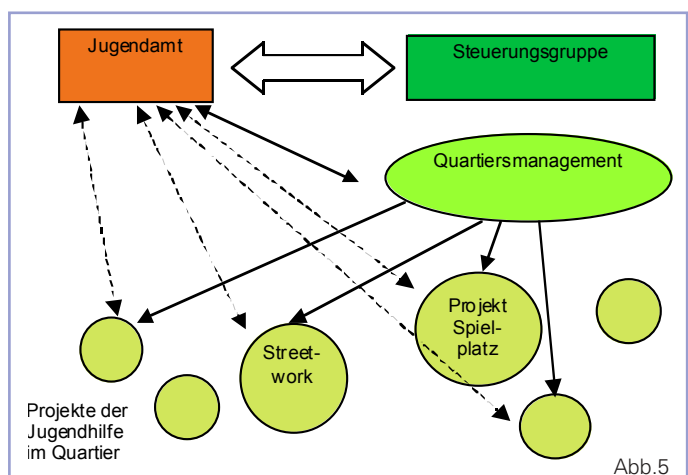 Jugendamt
Steuerungsgruppe
Quartiersmanagement
Projekt
Spiel-
platz
Street-
work
Projekte der
Jugendhilfe
im Quartier
Abb.5